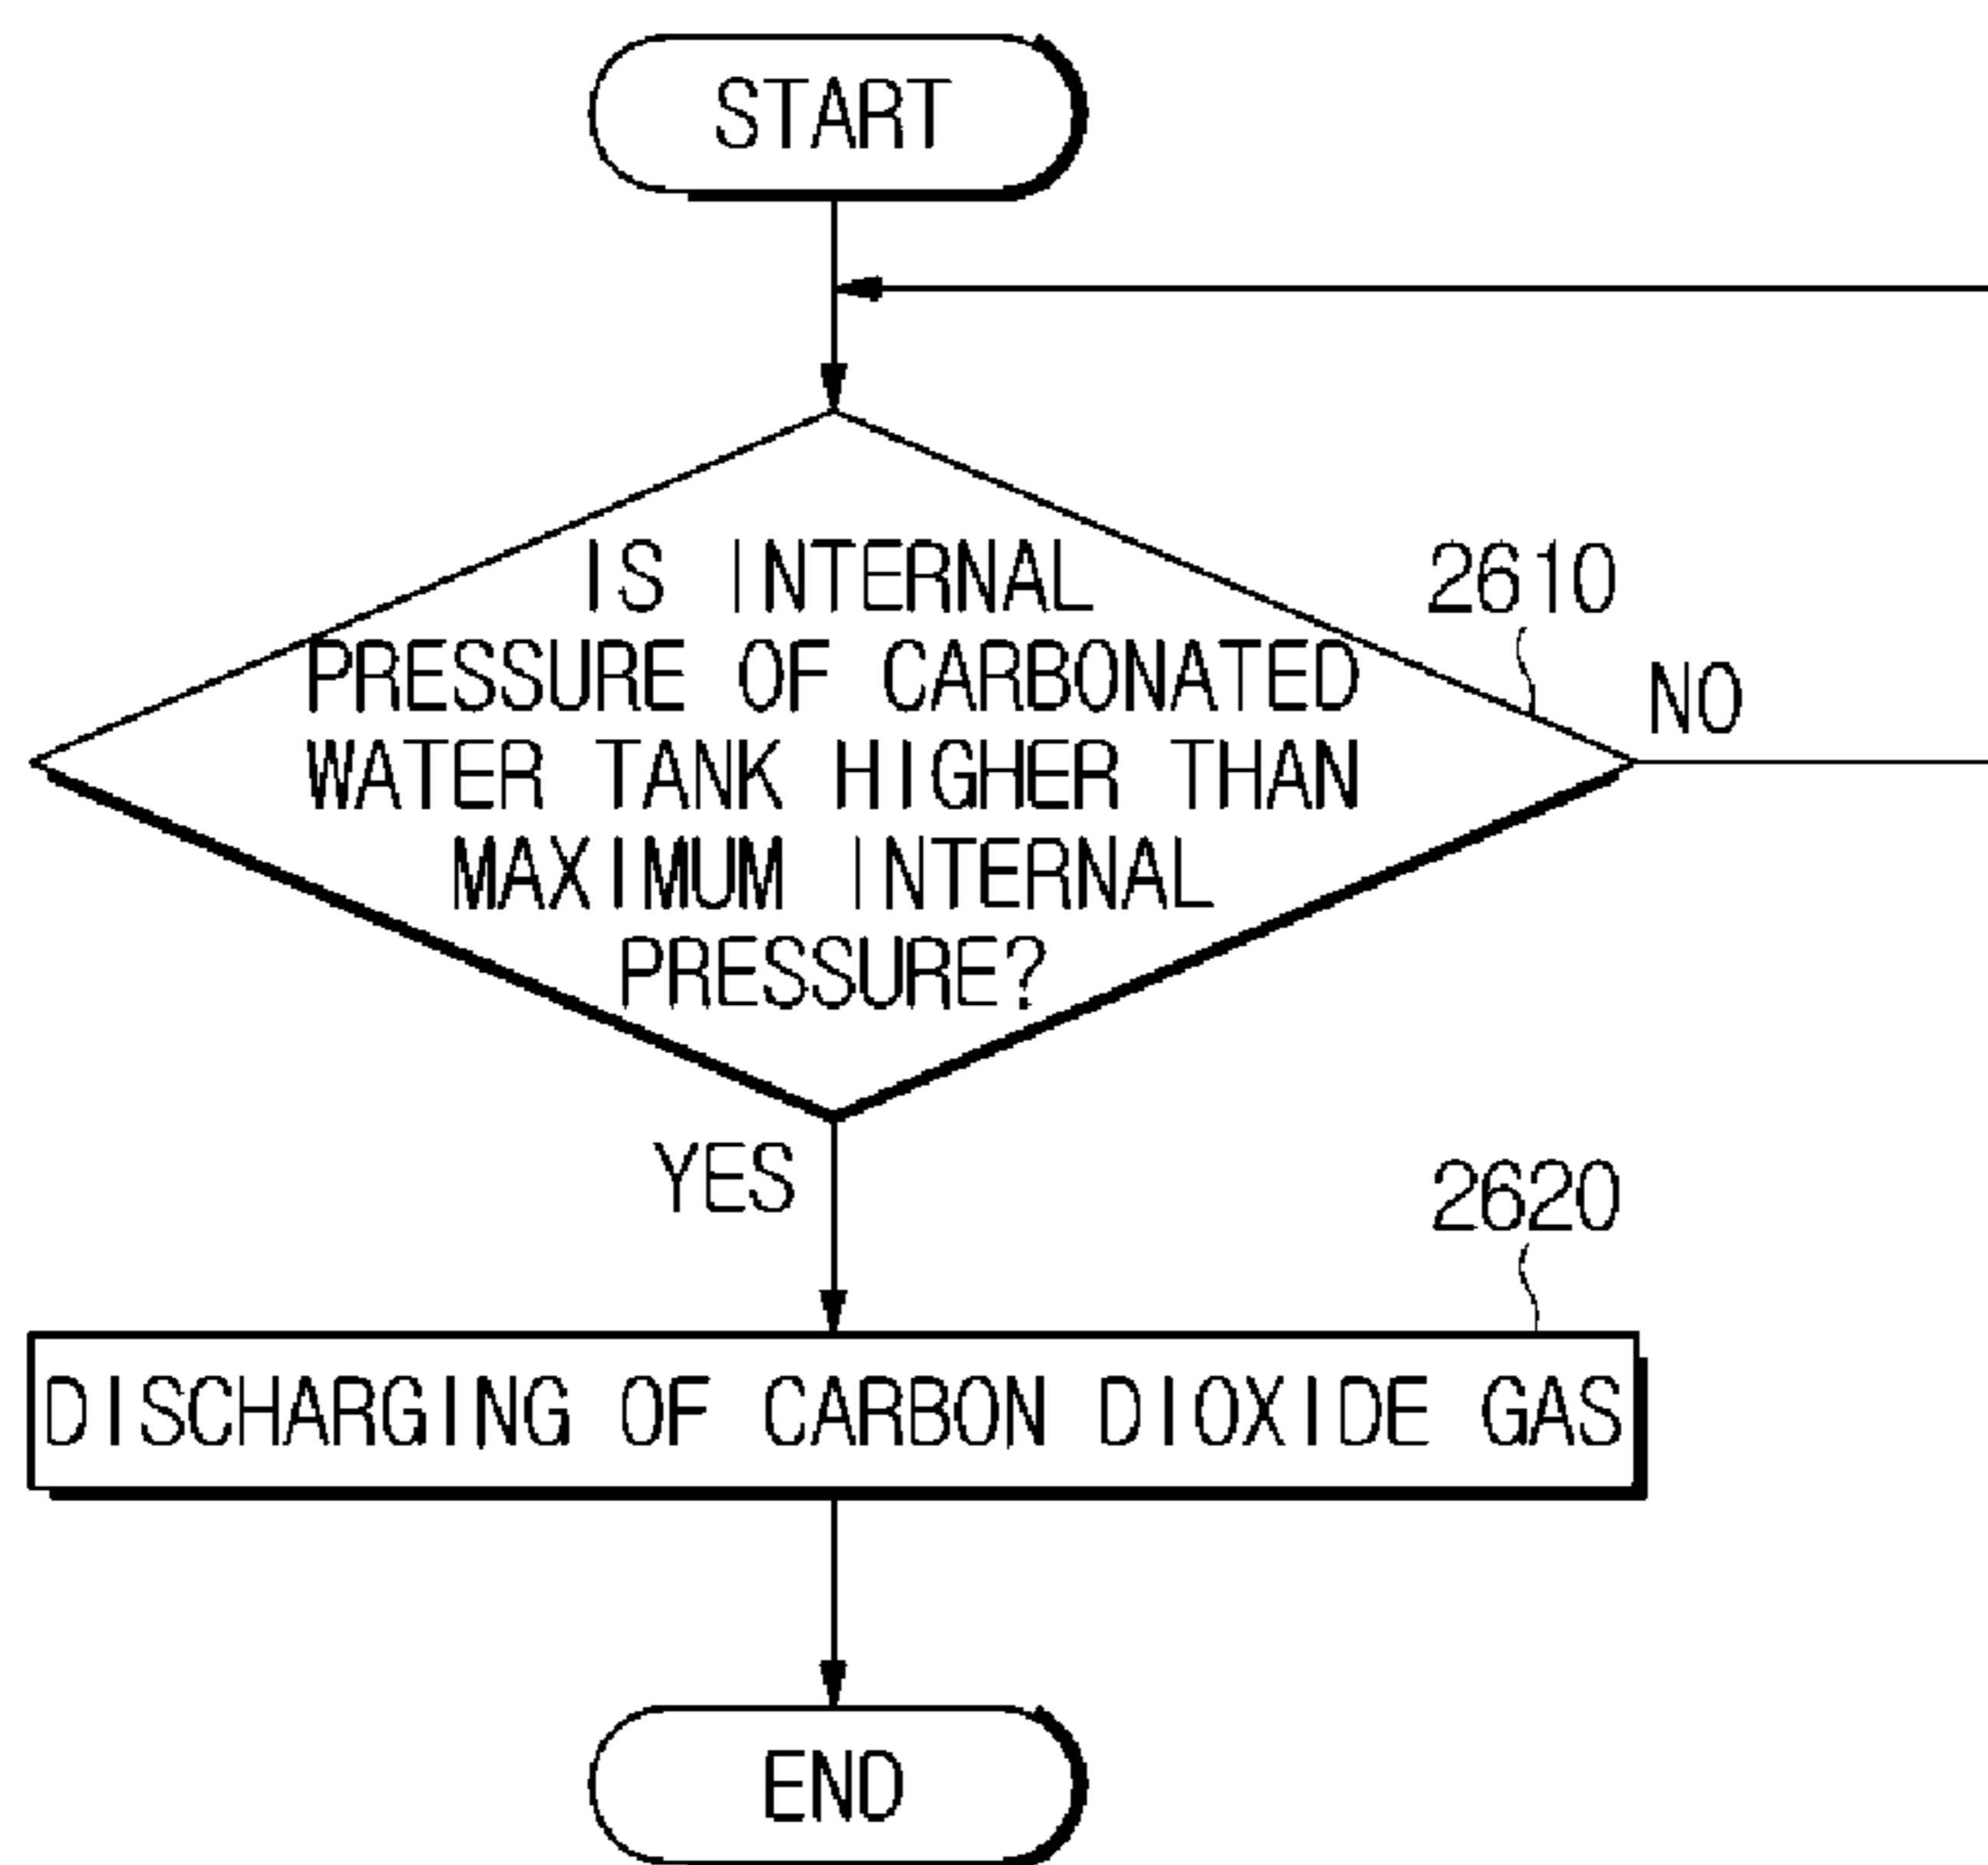 START
IS INTERNAL
PRESSURE OF CARBONATED
WATER TANK HIGHER THAN
MAXIMUM INTERNAL
PRESSURE?
2610
NO
YES
2620
DISCHARGING OF CARBON DIOXIDE GAS
END